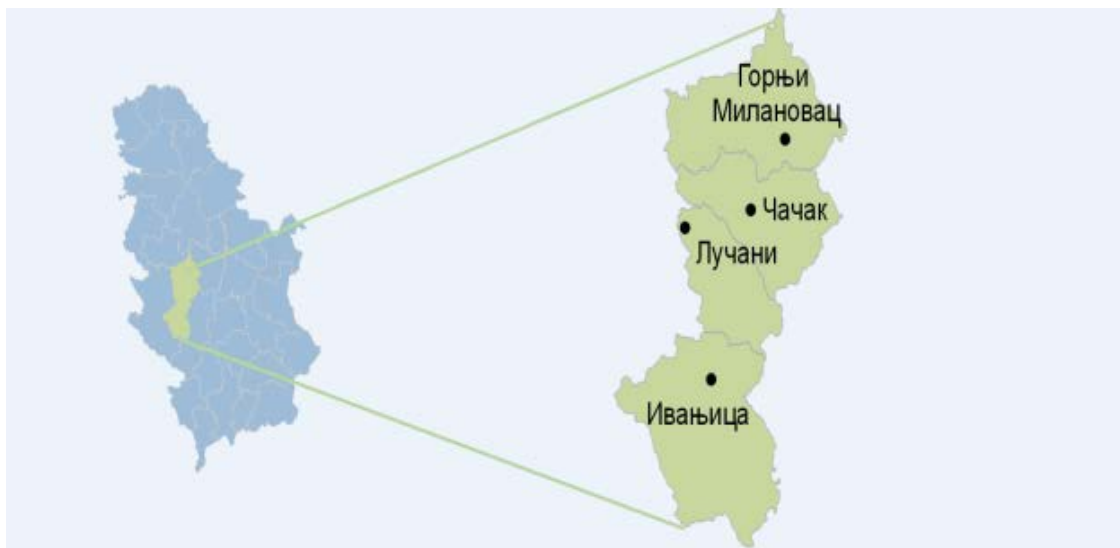 Горњи
Милановац
Чачак
Лучани
Ивањица